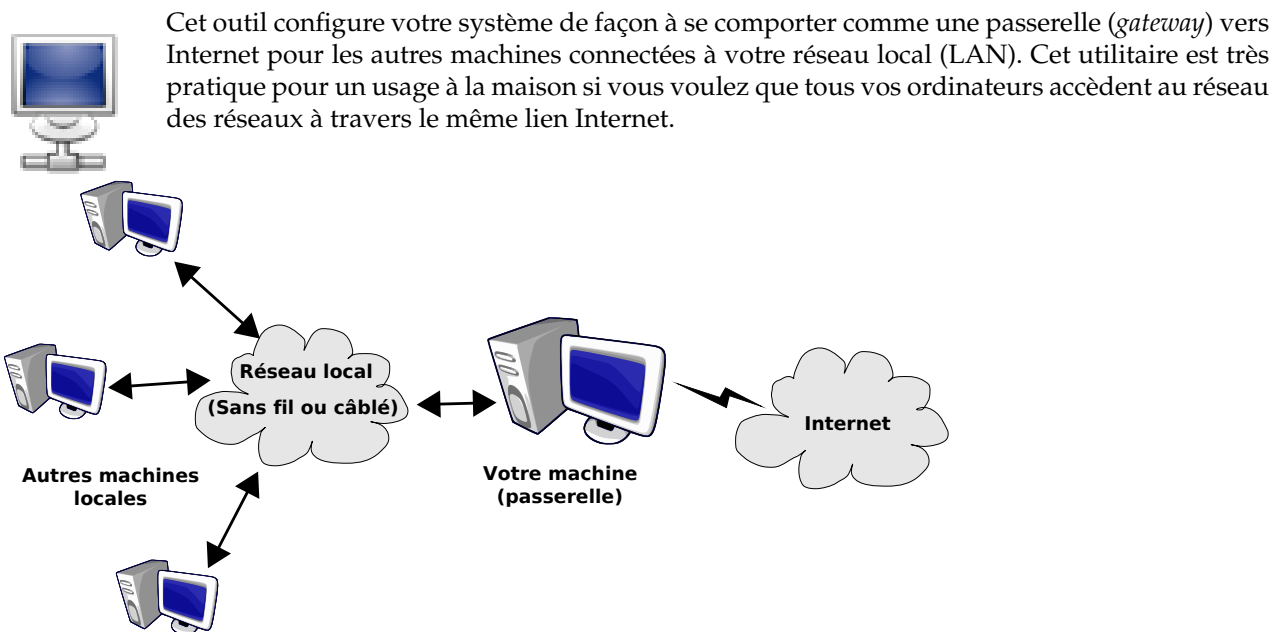 Cet outil configure votre système de façon à se comporter comme une passerelle (gateway) vers
Internet pour les autres machines connectées à votre réseau local (LAN). Cet utilitaire est très
pratique pour un usage à la maison si vous voulez que tous vos ordinateurs accèdent au réseau
des réseaux à travers le même lien Internet.
Réseau local
(Sans fil ou câblé)
Internet
Autres machines
locales
Votre machine
(passerelle)